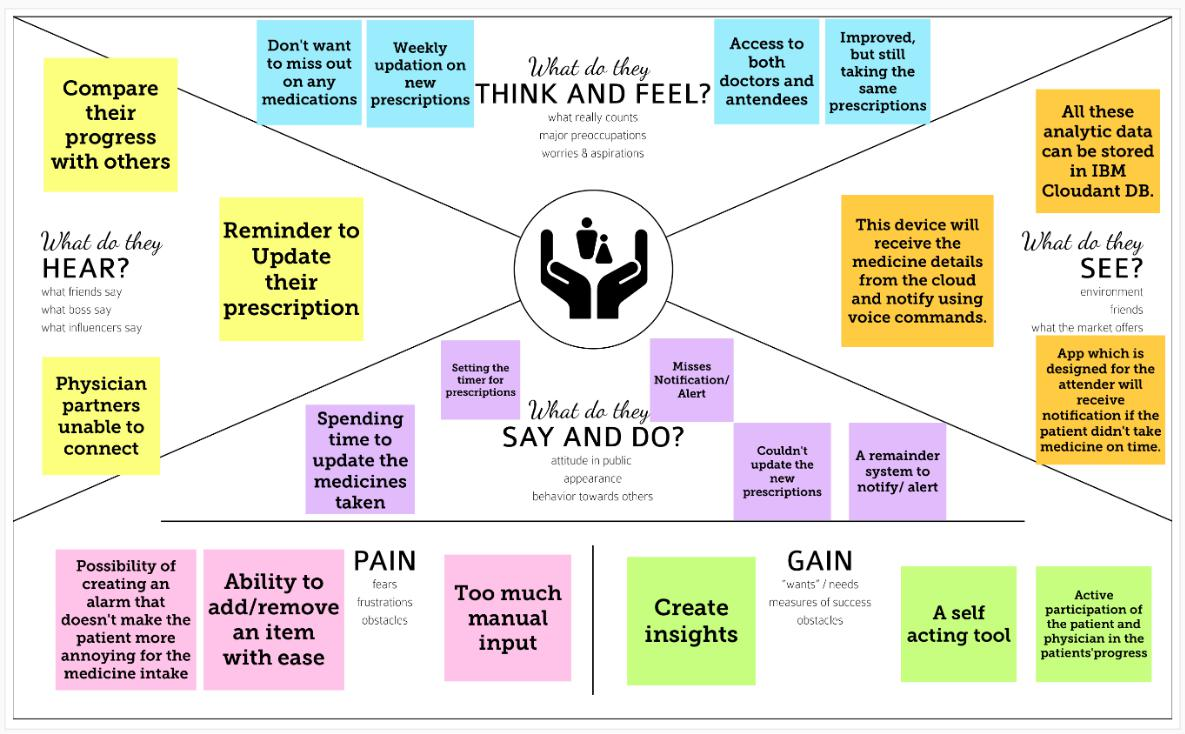 Don't want
to miss out
on any
medications
Weekly
updation on
new
prescriptions
What do they
THINK AND FEEL?
what really counts
major preoccupations
worries & aspirations
Access to
both
doctors and
antendees
Improved,
but still
taking the
same
prescriptions
Compare
their
progress
with others
Reminder to
Update
their
prescription
What do they
HEAR?
what friends say
what boss say
what influencers say
Physician
partners
unable to
connect
All these
analytic data
can be stored
in IBM
Cloudant DB.
This device will
receive the
medicine details
from the cloud
and notify using
voice commands.
What do they
SEE?
environment
friends
what the market offers
App which is
designed for the
attender will
receive
notification if the
patient didn't take
medicine on time.
Setting the
timer for
prescriptions
Misses
Notification/
Alert
Spending
time to
update the
medicines
taken
What do they
SAY AND DO?
attitude in public
appearance
behavior towards others
Couldn't
update the
new
prescriptions
A remainder
system to
notify/ alert
Possibility of
creating an
alarm that
doesn't make the
patient more
annoying for the
medicine intake
Ability to
add/remove
an item
with ease
PAIN
fears
frustrations
obstacles
Too much
manual
input
Create
insights
GAIN
"wants" / needs
measures of success
obstacles
A self
acting tool
Active
participation of
the patient and
physician in the
patients'progress